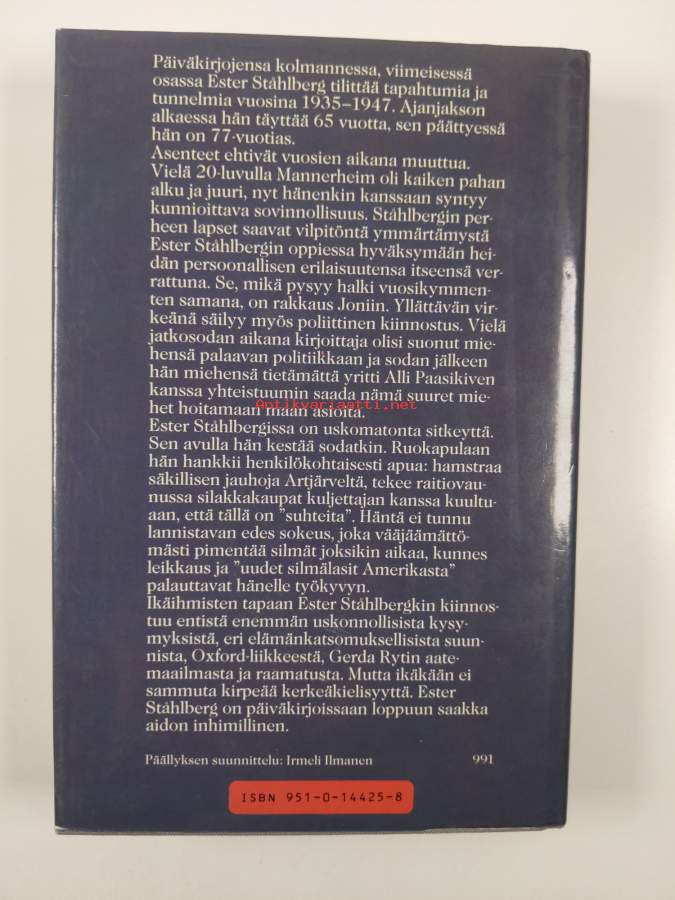 Päiväkirjojensa kolmannessa, viimeisessä
osassa Ester Ståhlberg tilittää tapahtumia ja
tunnelmia vuosina 1935–1947. Ajanjakson
alkaessa hän täyttää 65 vuotta, sen päättyessä
hän on 77-vuotias.
Asenteet ehtivät vuosien aikana muuttua.
Vielä 20-luvulla Mannerheim oli kaiken pahan
alku ja juuri, nyt hänenkin kanssaan syntyy
kunnioittava sovinnollisuus. Ståhlbergin per-
heen lapset saavat vilpitöntä ymmärtämystä
Ester Ståhlbergin oppiessa hyväksymään hei-
dän persoonallisen erilaisuutensa itseensä ver-
rattuna. Se, mikä pysyy halki vuosikymmen-
ten samana, on rakkaus Joniin. Yllättävän vir-
keänä säilyy myös poliittinen kiinnostus. Vielä
jatkosodan aikana kirjoittaja olisi suonut mie-
hensä palaavan politiikkaan ja sodan jälkeen
hän miehensä tietämättä yritti Alli Paasikiven
kanssa yhteistuumin saada nämä suuret mie-
het hoitamaan maan asioita.
Antikvariaatti.net
Ester Ståhlbergissa on uskomatonta sitkeyttä.
Sen avulla hän kestää sodatkin. Ruokapulaan
hän hankkii henkilökohtaisesti apua: hamstraa
säkillisen jauhoja Artjärveltä, tekee raitiovau-
nussa silakkakaupat kuljettajan kanssa kuultu-
aan, että tällä on "suhteita". Häntä ei tunnu
lannistavan edes sokeus, joka vääjäämättö-
mästi pimentää silmät joksikin aikaa, kunnes
leikkaus ja "uudet silmälasit Amerikasta"
palauttavat hänelle työkyvyn.
Ikäihmisten tapaan Ester Ståhlbergkin kiinnos-
tuu entistä enemmän uskonnollisista kysy-
myksistä, eri elämänkatsomuksellisista suun-
nista, Oxford-liikkeestä, Gerda Rytin aate-
maailmasta ja raamatusta. Mutta ikäkään ei
sammuta kirpeää kerkeäkielisyyttä. Ester
Ståhlberg on päiväkirjoissaan loppuun saakka
aidon inhimillinen.
Päällyksen suunnittelu: Irmeli Ilmanen 991
ISBN 951-0-14425-8